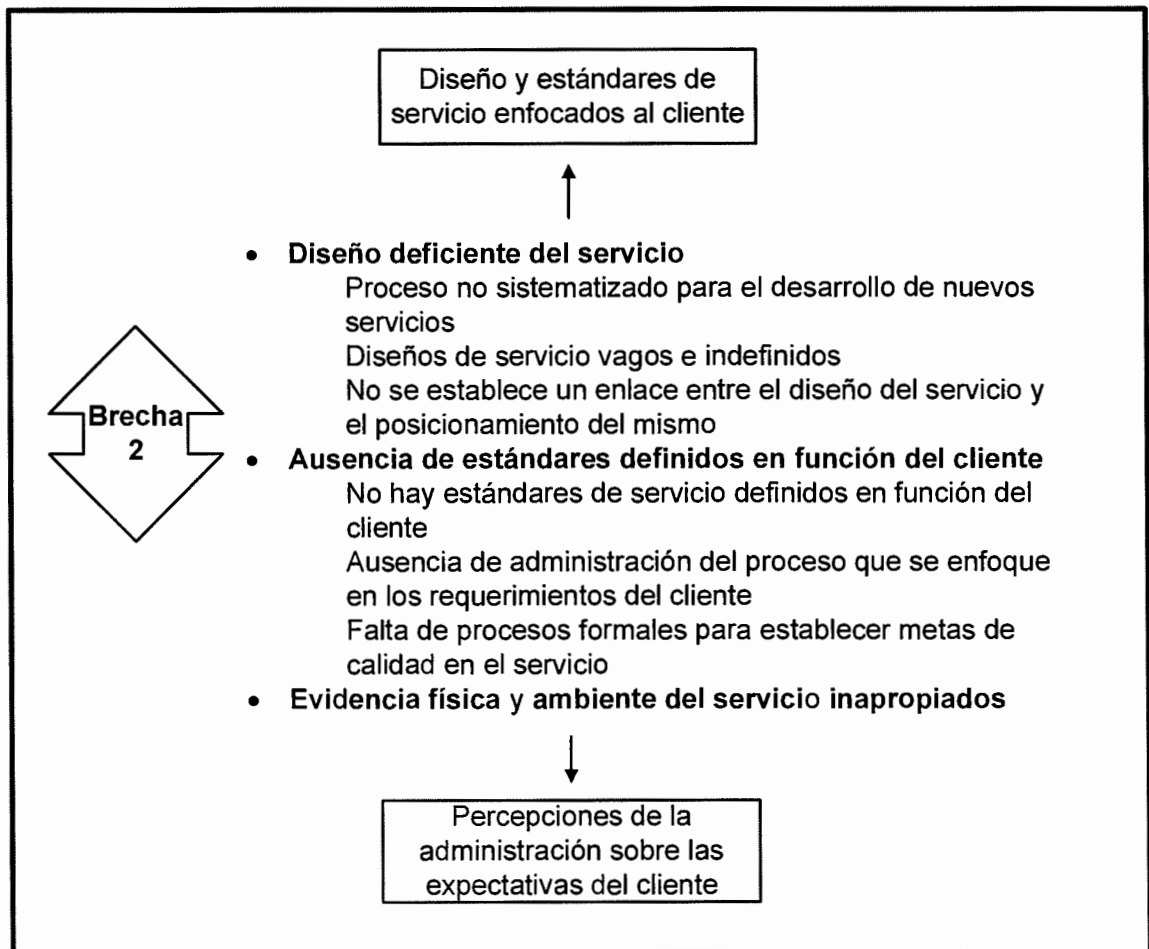 Diseño y estándares de
servicio enfocados al cliente
• Diseño deficiente del servicio
Proceso no sistematizado para el desarrollo de nuevos
servicios
Diseños de servicio vagos e indefinidos
No se establece un enlace entre el diseño del servicio y
el posicionamiento del mismo
Brecha
2
• Ausencia de estándares definidos en función del cliente
No hay estándares de servicio definidos en función del
cliente
Ausencia de administración del proceso que se enfoque
en los requerimientos del cliente
Falta de procesos formales para establecer metas de
calidad en el servicio
• Evidencia física y ambiente del servicio inapropiados
Percepciones de la
administración sobre las
expectativas del cliente